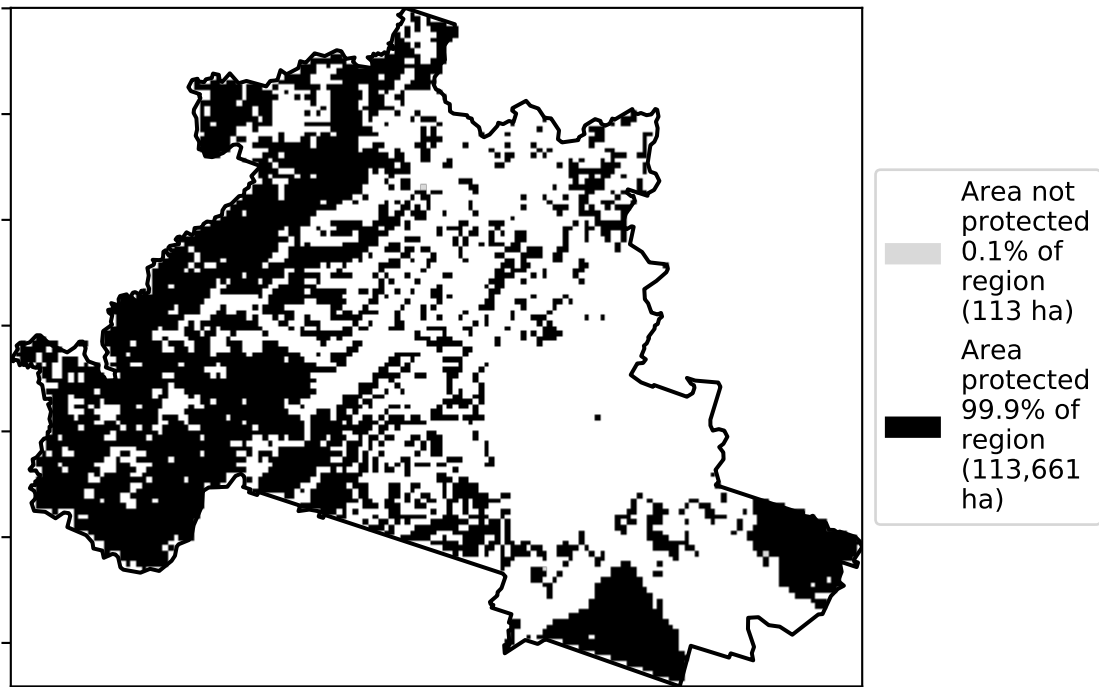 Area not
protected
0.1% of
region
(113 ha)
Area
protected
99.9% of
region
(113,661
ha)